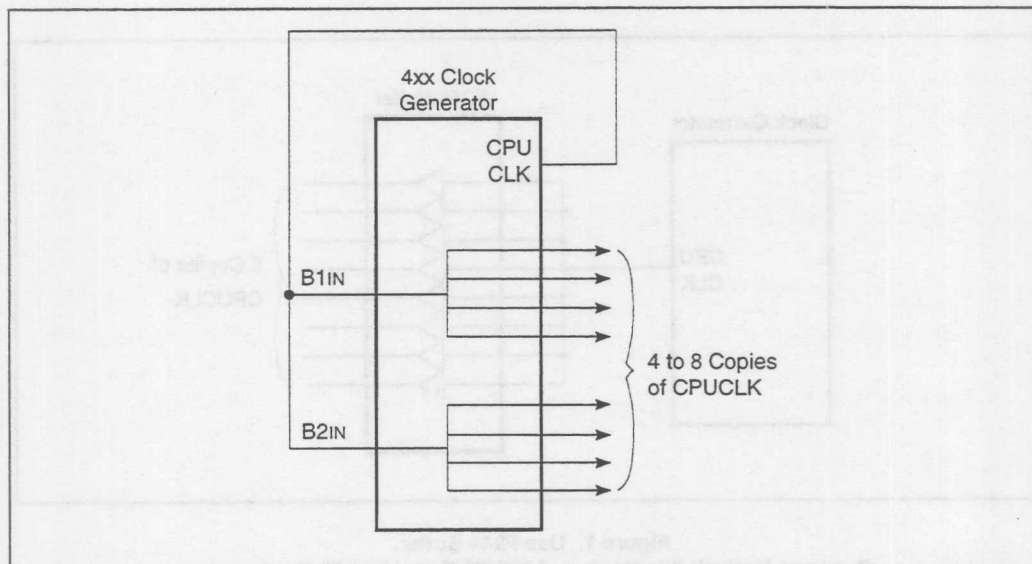 4xx Clock
Generator
CPU
CLK
B1IN
4 to 8 Copies
of CPUCLK
B2IN